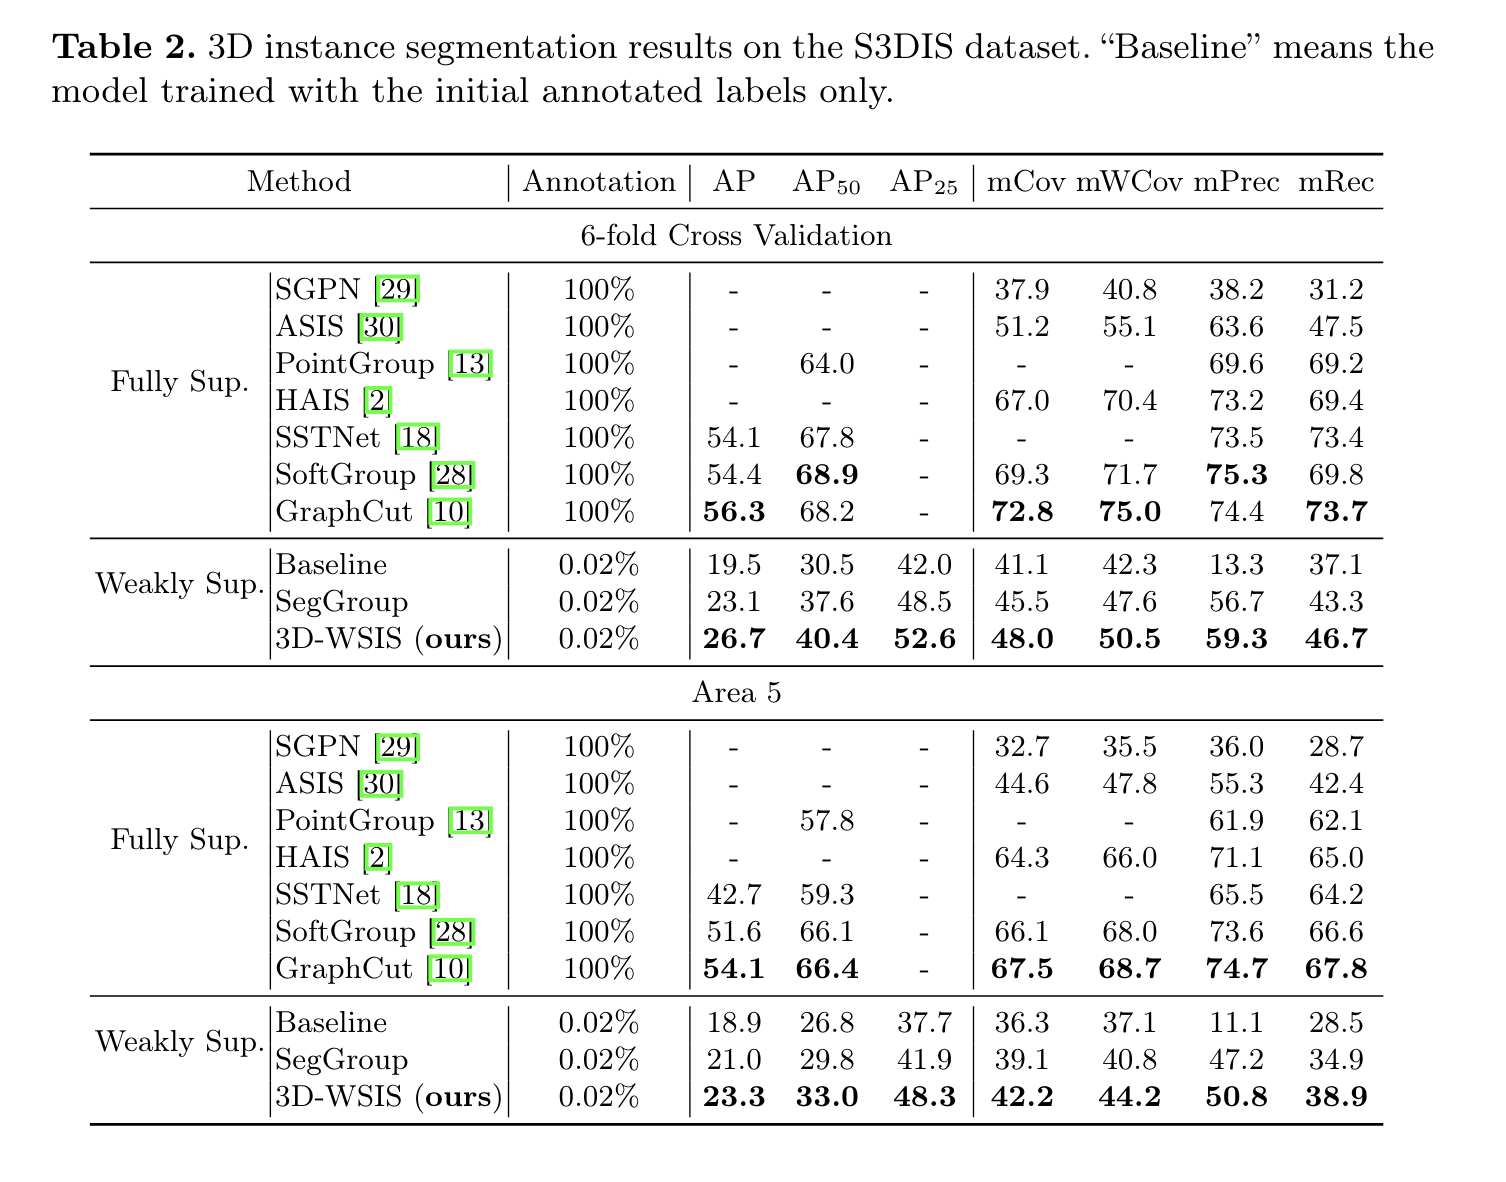 Table 2. 3D instance segmentation results on the S3DIS dataset. “Baseline” means the
model trained with the initial annotated labels only.
Method Annotation AP AP50 AP25 mCov mWCov mPrec mRec
6-fold Cross Validation
SGPN [29] 100% - - - 37.9 40.8 38.2 31.2
ASIS [30] 100% - - - 51.2 55.1 63.6 47.5
PointGroup [13] 100% - 64.0 - - - 69.6 69.2
Fully Sup.
HAIS [2] 100% - - - 67.0 70.4 73.2 69.4
SSTNet [18] 100% 54.1 67.8 - - - 73.5 73.4
SoftGroup [28] 100% 54.4 68.9 - 69.3 71.7 75.3 69.8
GraphCut [10] 100% 56.3 68.2 - 72.8 75.0 74.4 73.7
Baseline 0.02% 19.5 30.5 42.0 41.1 42.3 13.3 37.1
Weakly Sup.
SegGroup 0.02% 23.1 37.6 48.5 45.5 47.6 56.7 43.3
3D-WSIS (ours) 0.02% 26.7 40.4 52.6 48.0 50.5 59.3 46.7
Area 5
SGPN [29] 100% - - - 32.7 35.5 36.0 28.7
ASIS [30] 100% - - - 44.6 47.8 55.3 42.4
PointGroup [13] 100% - 57.8 - - - 61.9 62.1
Fully Sup.
HAIS [2] 100% - - - 64.3 66.0 71.1 65.0
SSTNet [18] 100% 42.7 59.3 - - - 65.5 64.2
SoftGroup [28] 100% 51.6 66.1 - 66.1 68.0 73.6 66.6
GraphCut [10] 100% 54.1 66.4 - 67.5 68.7 74.7 67.8
Baseline 0.02% 18.9 26.8 37.7 36.3 37.1 11.1 28.5
Weakly Sup.
SegGroup 0.02% 21.0 29.8 41.9 39.1 40.8 47.2 34.9
3D-WSIS (ours) 0.02% 23.3 33.0 48.3 42.2 44.2 50.8 38.9